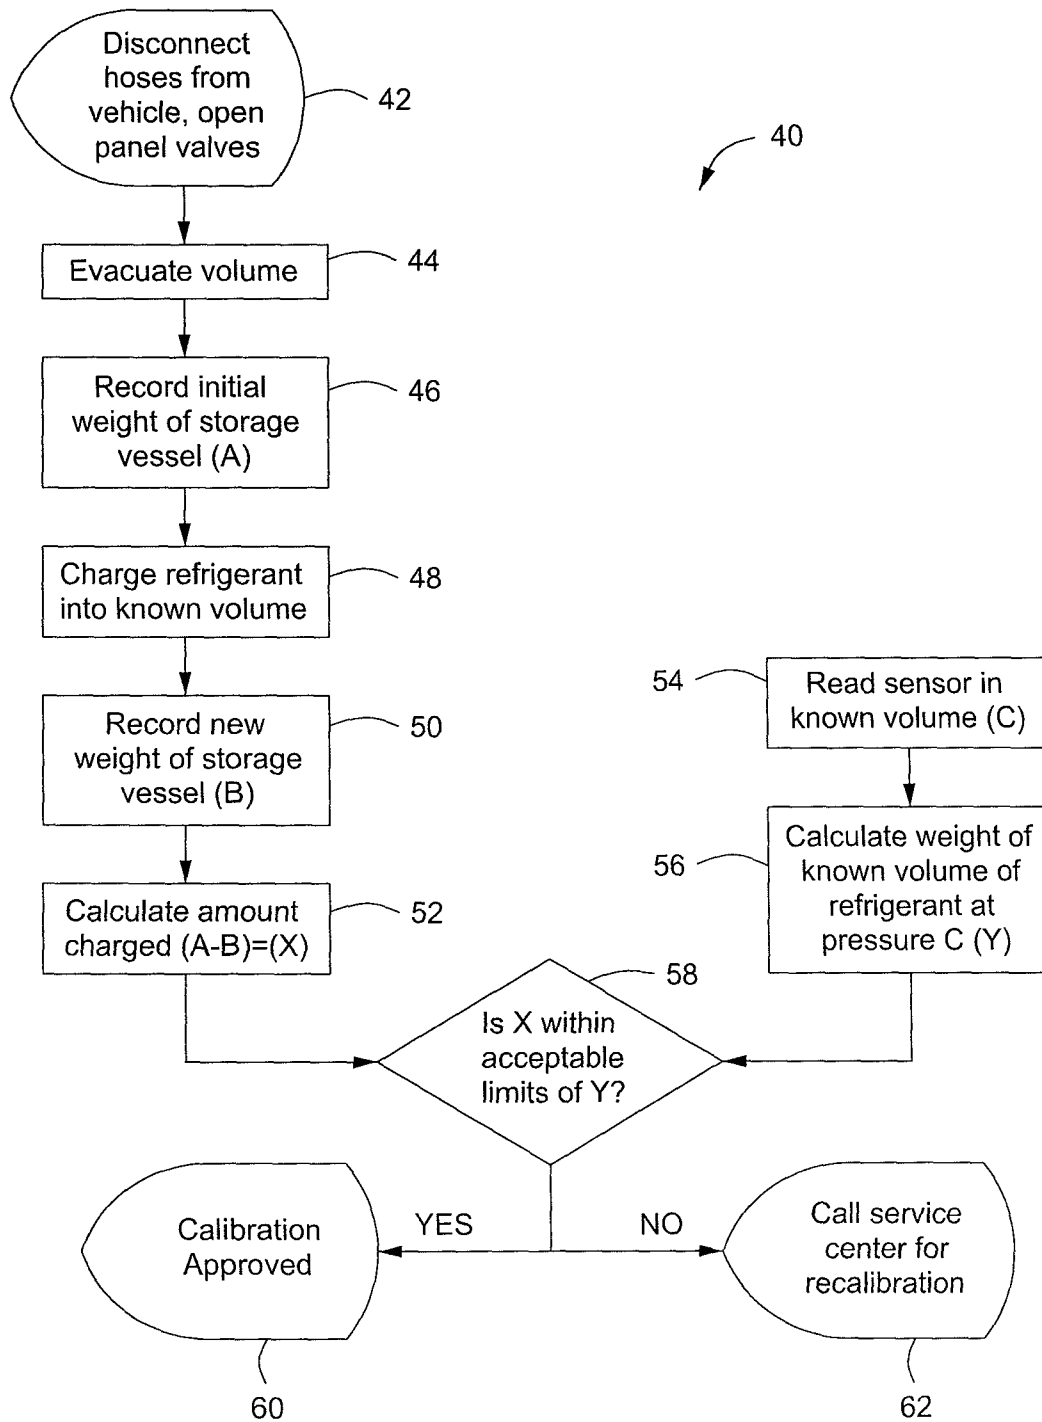 Disconnect
hoses from
vehicle, open
panel valves
42
40
Evacuate volume
44
Record initial
weight of storage
vessel (A)
46
Charge refrigerant
into known volume
48
Record new
weight of storage
vessel (B)
50
Calculate amount
charged (A-B)=(X)
52
54
Read sensor in
known volume (C)
56
Calculate weight of
known volume of
refrigerant at
pressure C (Y)
58
Is X within
acceptable
limits of Y?
YES
NO
Calibration
Approved
60
Call service
center for
recalibration
62